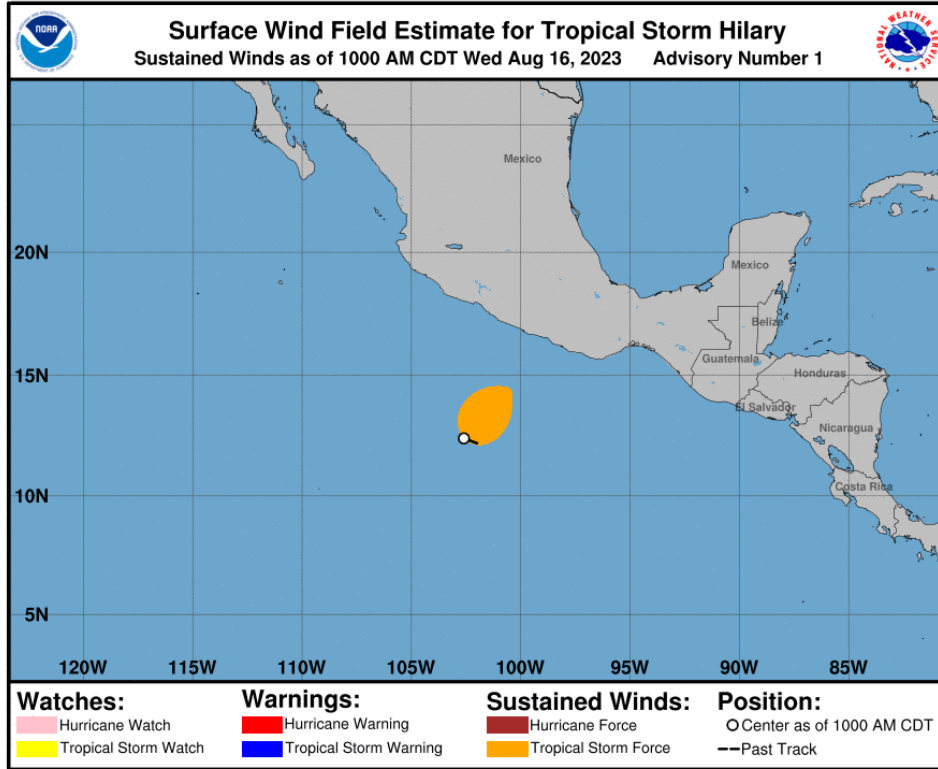 Surface Wind Field Estimate for Tropical Storm Hilary
Sustained Winds as of 1000 AM CDT Wed Aug 16, 2023 Advisory Number 1
NOAA
NATIONAL WEATHER SERVICE
Mexico
20N
Mexico
Belize
Guatemala
15N
Honduras
El Salvador
Nicaragua
10N
Costa Rica
5N
120W 115W 110W 105W 100W 95W 90W 85W
Watches: Warnings: Sustained Winds: Position:
Hurricane Watch Hurricane Warning Hurricane Force Center as of 1000 AM CDT
Tropical Storm Watch Tropical Storm Warning Tropical Storm Force Past Track